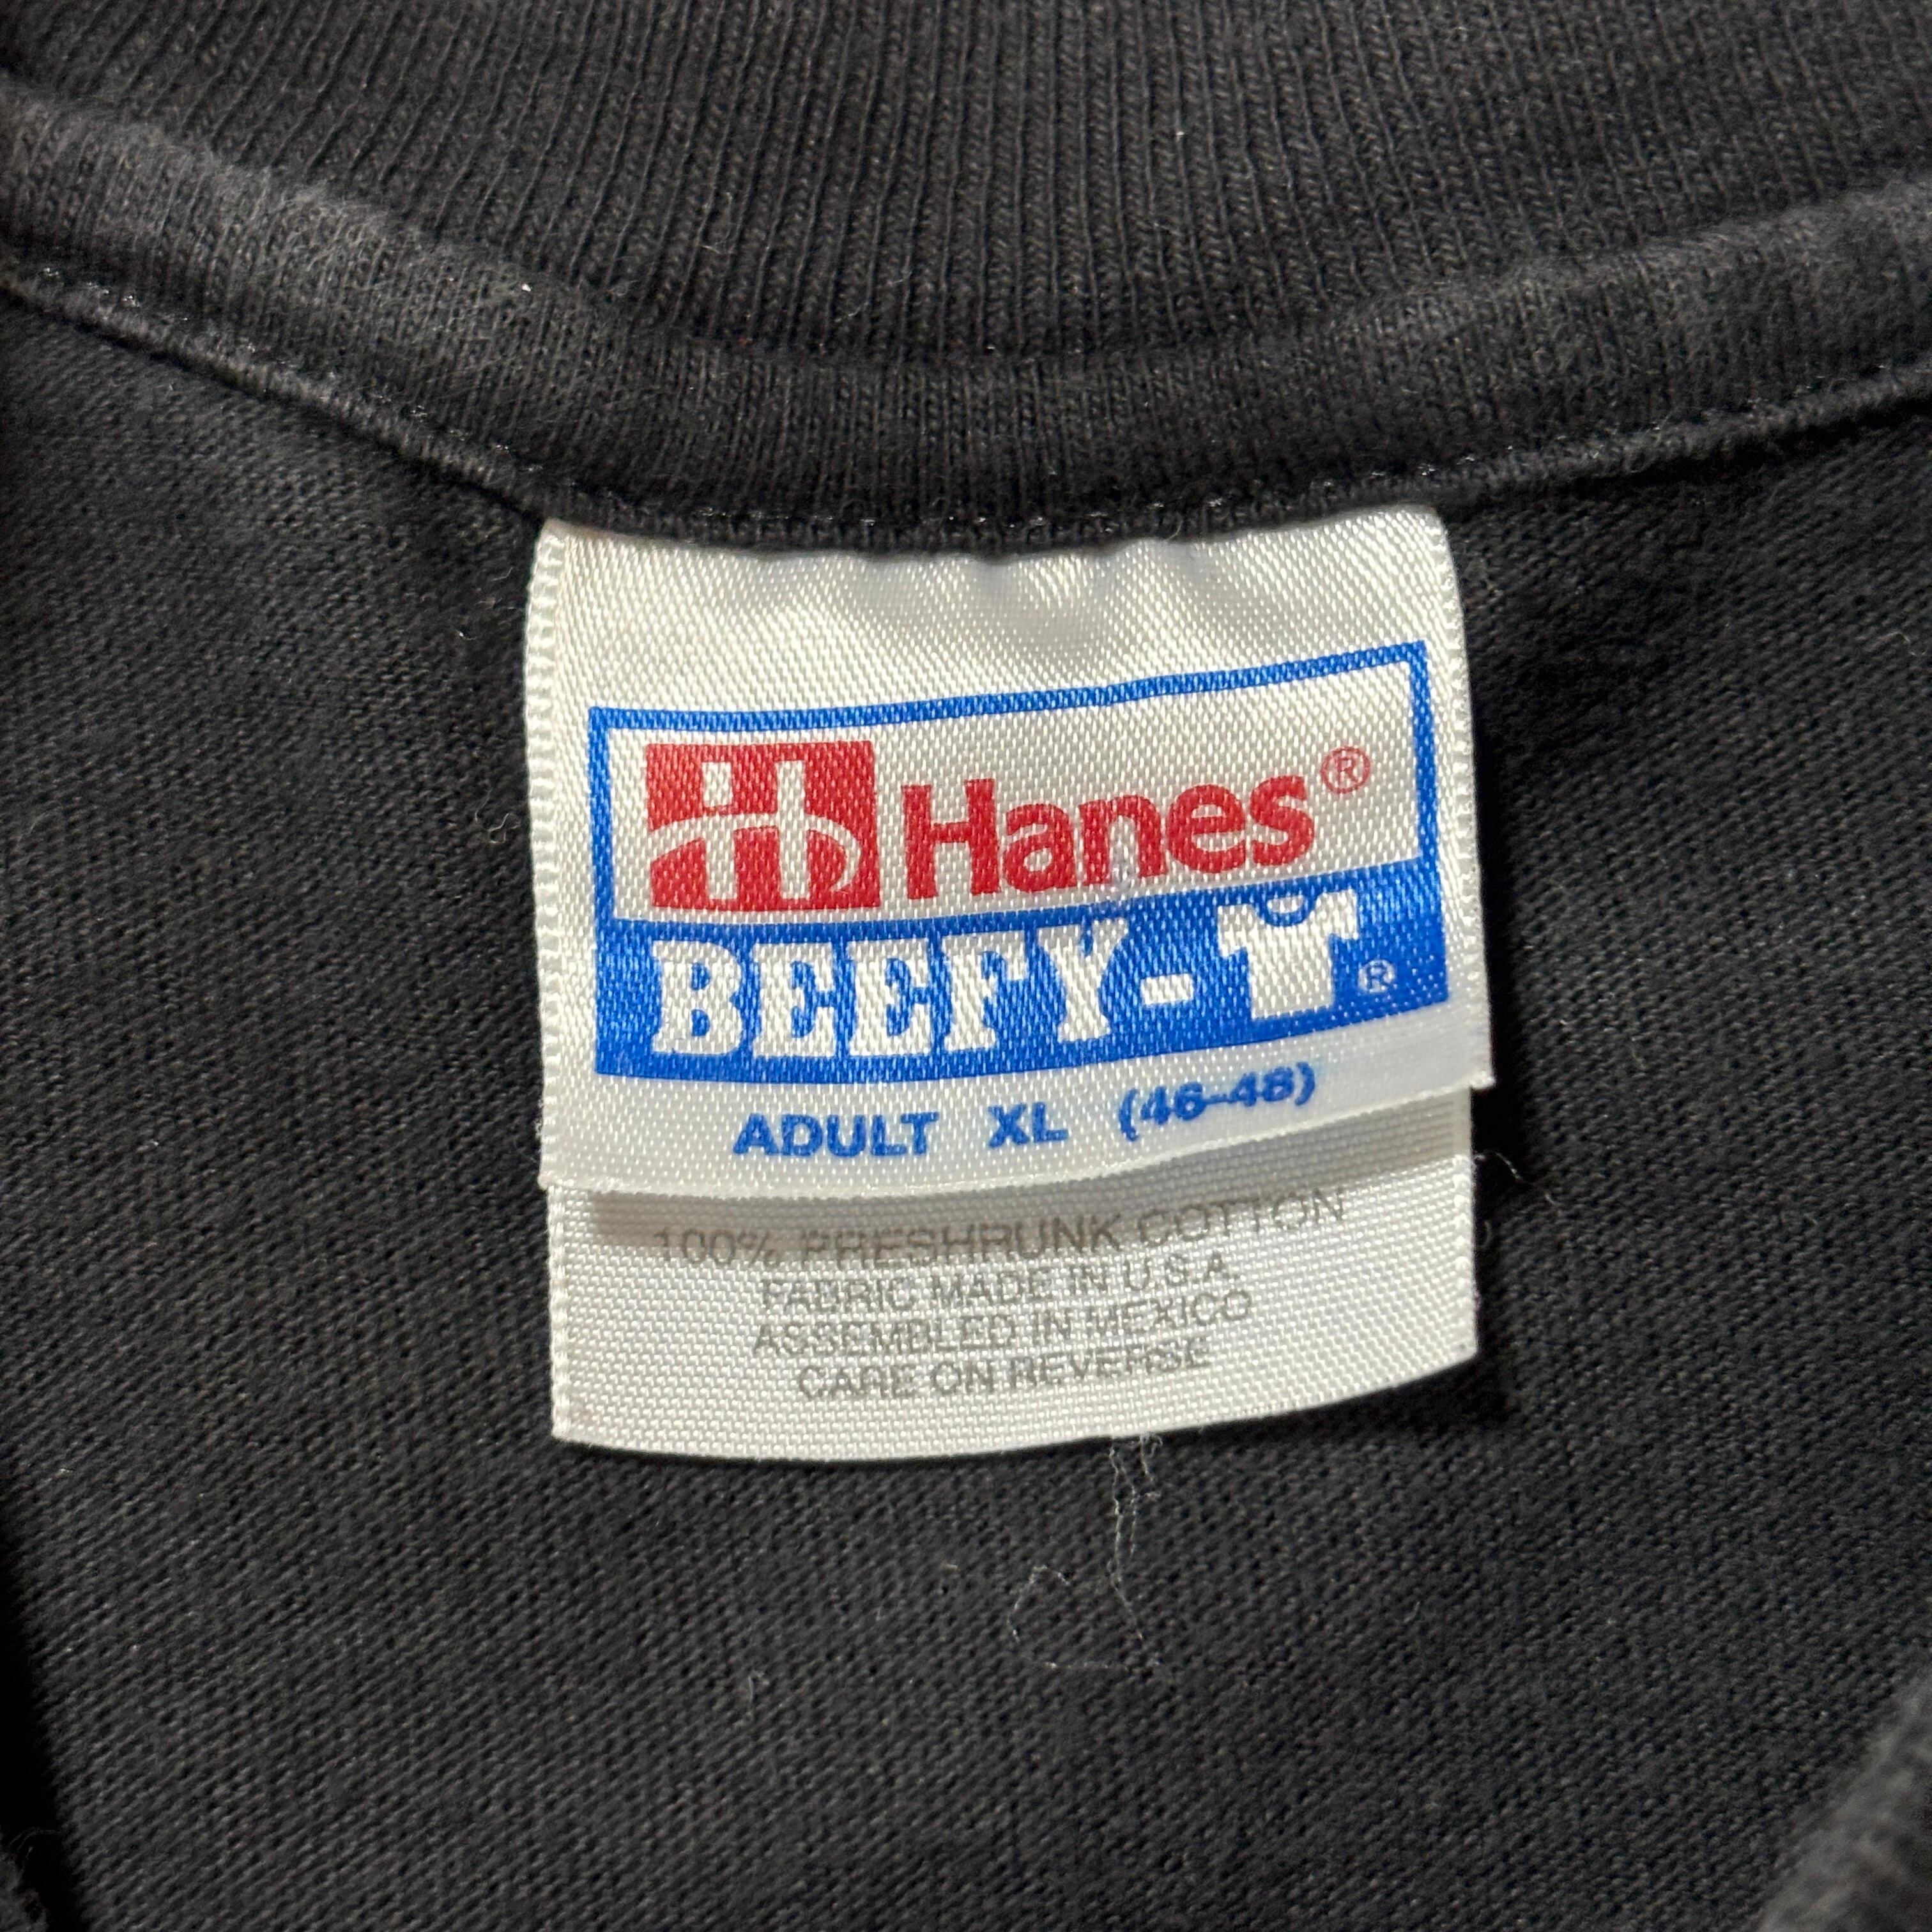 Hanes®
BEEFY-T®
ADULT XL (46-48)
100% PRESHRUNK COTTON
FABRIC MADE IN U.S.A.
ASSEMBLED IN MEXICO
CARE ON REVERSE